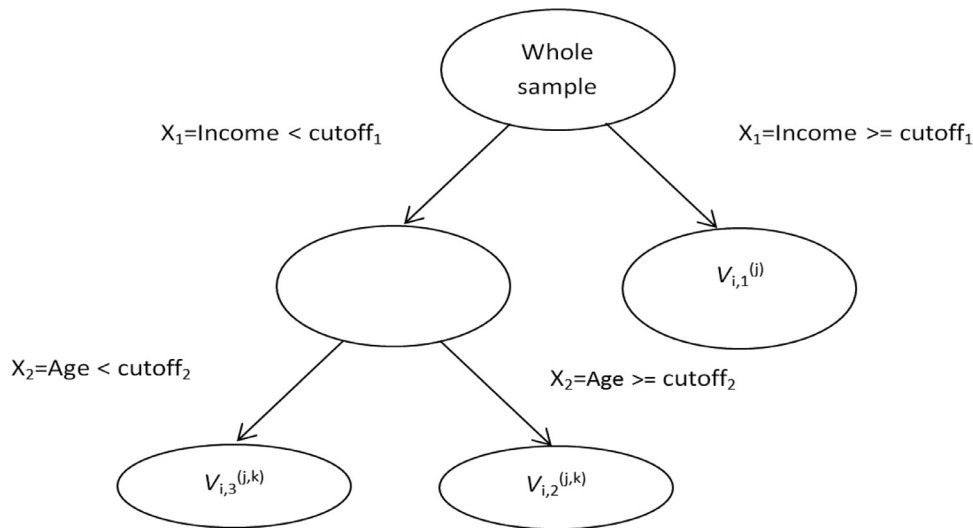 Whole
sample
X₁=Income < cutoff₁
X₁=Income >= cutoff₁
V_{i,1}^{(j)}
X₂=Age < cutoff₂
X₂=Age >= cutoff₂
V_{i,3}^{(j,k)}
V_{i,2}^{(j,k)}